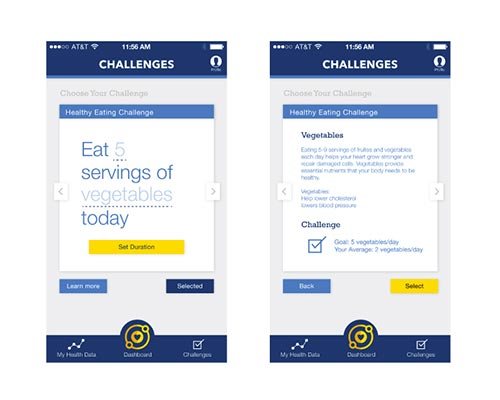 AT&T 11:56 AM
CHALLENGES
Profile
Choose Your Challenge
Healthy Eating Challenge
Eat 5
servings of
vegetables
today
Set Duration
Learn more
Selected
My Health Data
Dashboard
Challenges
AT&T 11:56 AM
CHALLENGES
Profile
Choose Your Challenge
Healthy Eating Challenge
Vegetables
Eating 5-9 servings of fruites and vegetables
each day helps your heart grow stronger and
repair damaged cells. Vegetables provide
essential nutrients that your body needs to be
healthy.
Vegetables:
Help lower cholesterol
lowers blood pressure
Challenge
Goal: 5 vegetables/day
Your Average: 2 vegetables/day
Back
Select
My Health Data
Dashboard
Challenges